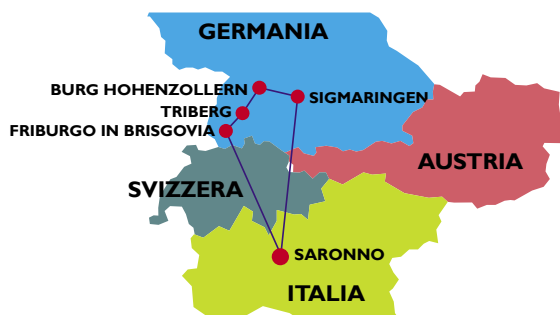 GERMANIA
BURG HOHENZOLLERN
SIGMARINGEN
TRIBERG
FRIBURGO IN BRISGOVIA
AUSTRIA
SVIZZERA
SARONNO
ITALIA